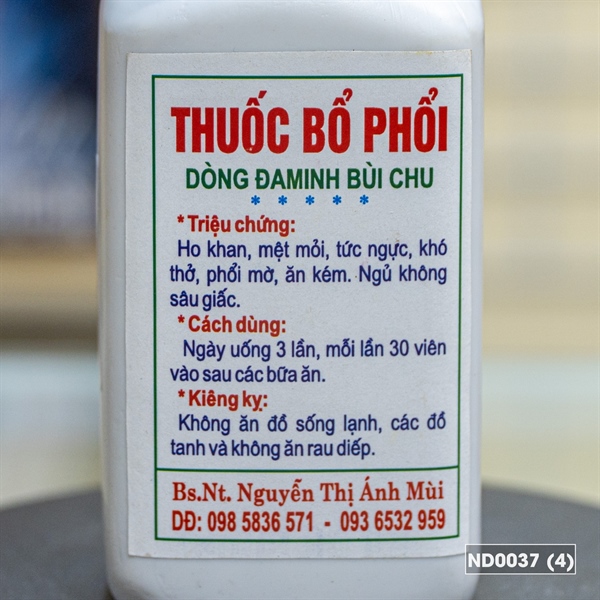 THUỐC BỔ PHỔI
DÒNG ĐAMINH BÙI CHU
* * * * *
* Triệu chứng:
Ho khan, mệt mỏi, tức ngực, khó
thở, phổi mờ, ăn kém. Ngủ không
sâu giấc.
* Cách dùng:
Ngày uống 3 lần, mỗi lần 30 viên
vào sau các bữa ăn.
* Kiêng kỵ:
Không ăn đồ sống lạnh, các đồ
tanh và không ăn rau diếp.
Bs.Nt. Nguyễn Thị Ánh Mùi
DĐ: 098 5836 571 - 093 6532 959
ND0037 (4)